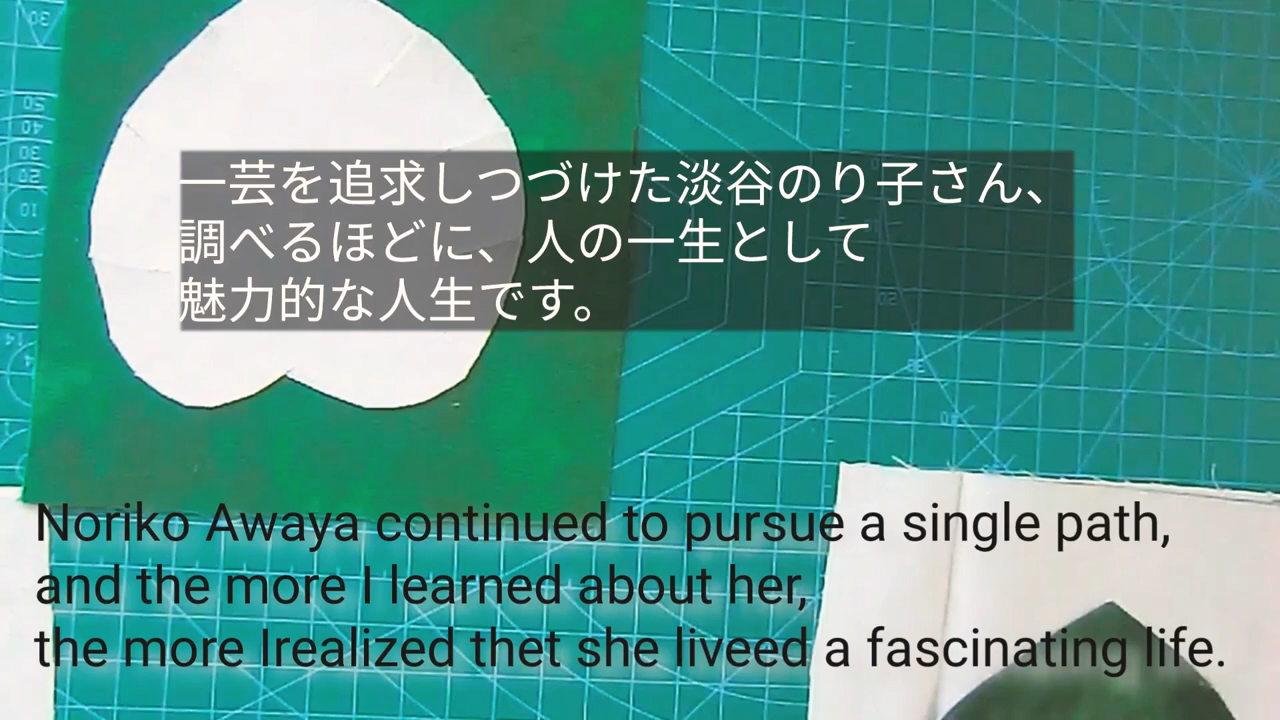 一芸を追求しつづけた淡谷のり子さん、
調べるほどに、人の一生として
魅力的な人生です。
Noriko Awaya continued to pursue a single path,
and the more I learned about her,
the more Irealized thet she liveed a fascinating life.